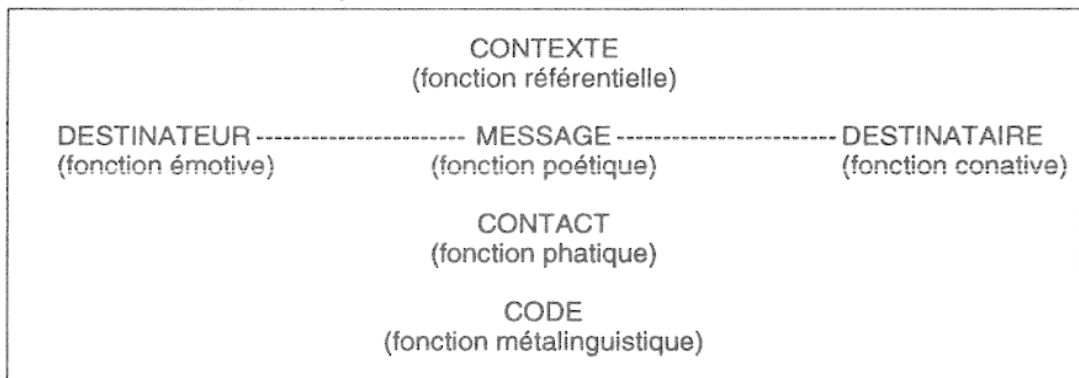 CONTEXTE
(fonction référentielle)
DESTINATEUR ----------------------- MESSAGE ------------------------ DESTINATAIRE
(fonction émotive) (fonction poétique) (fonction conative)
CONTACT
(fonction phatique)
CODE
(fonction métalinguistique)